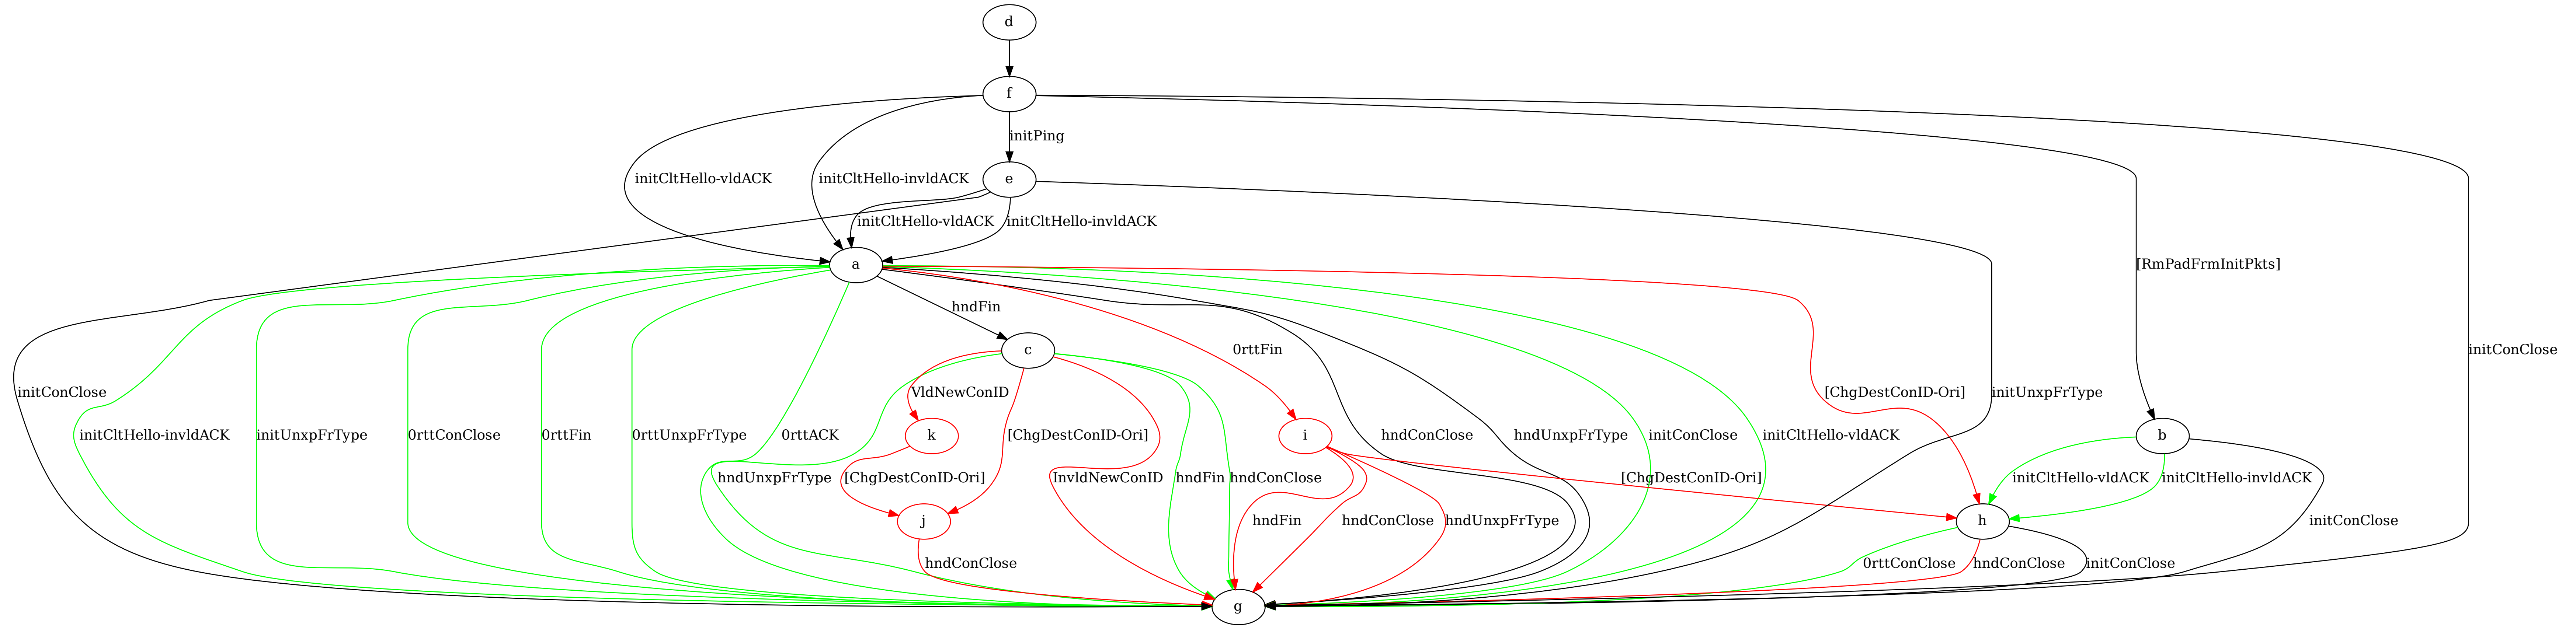 d
f
initPing
initCltHello-vldACK
initCltHello-invldACK
e
initCltHello-vldACK
initCltHello-invldACK
a
[RmPadFrmInitPkts]
hndFin
c
0rttFin
initConClose
initConClose
VldNewConID
[ChgDestConID-Ori]
initUnxpFrType
initCltHello-invldACK
initUnxpFrType
0rttConClose
0rttFin
0rttUnxpFrType
0rttACK
k
[ChgDestConID-Ori]
i
hndConClose
hndUnxpFrType
initConClose
initCltHello-vldACK
b
hndUnxpFrType
[ChgDestConID-Ori]
InvldNewConID
hndFin
hndConClose
[ChgDestConID-Ori]
initCltHello-vldACK
initCltHello-invldACK
j
hndFin
hndConClose
hndUnxpFrType
h
initConClose
hndConClose
0rttConClose
hndConClose
initConClose
g